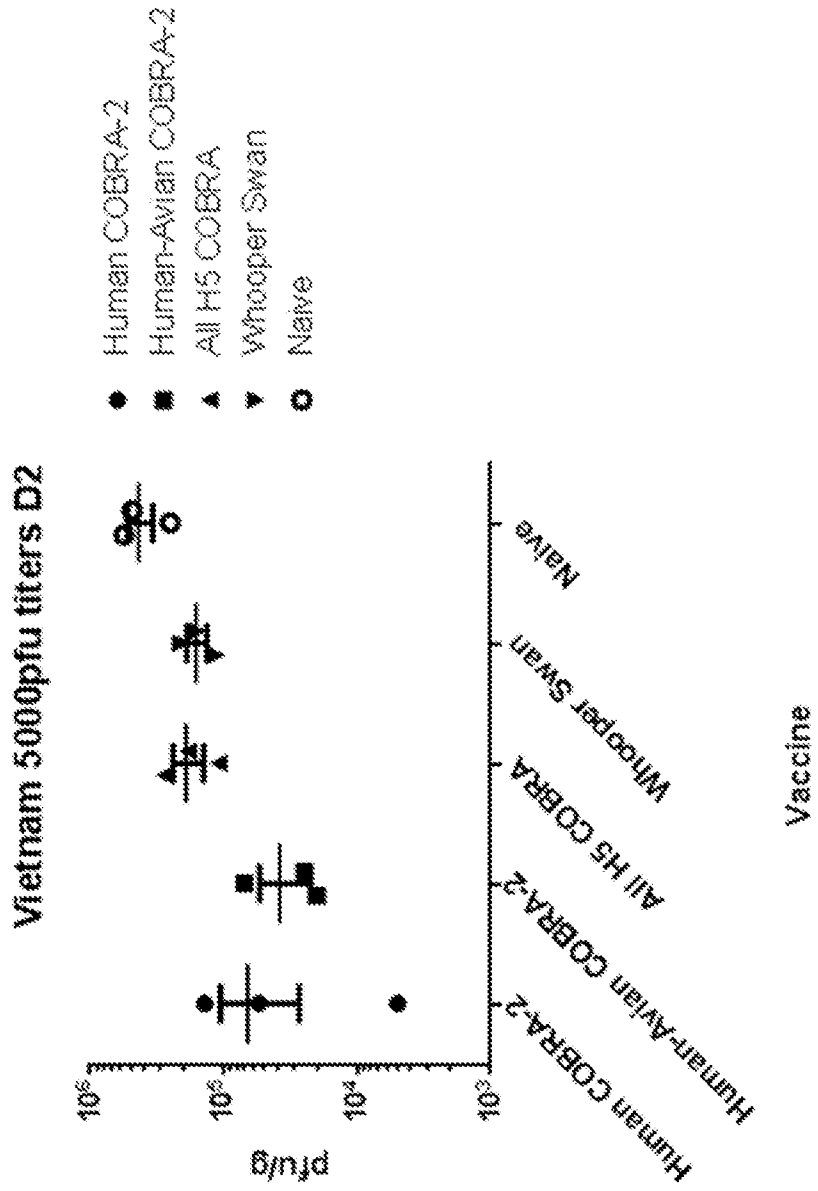 Vietnam 5000pfu titers D2
pfu/g
10⁶
10⁵
10⁴
10³
Human COBRA-2
Human-Avian COBRA-2
All H5 COBRA
Whooper Swan
Naive
Vaccine
Human COBRA-2
Human-Avian COBRA-2
All H5 COBRA
Whooper Swan
Naive